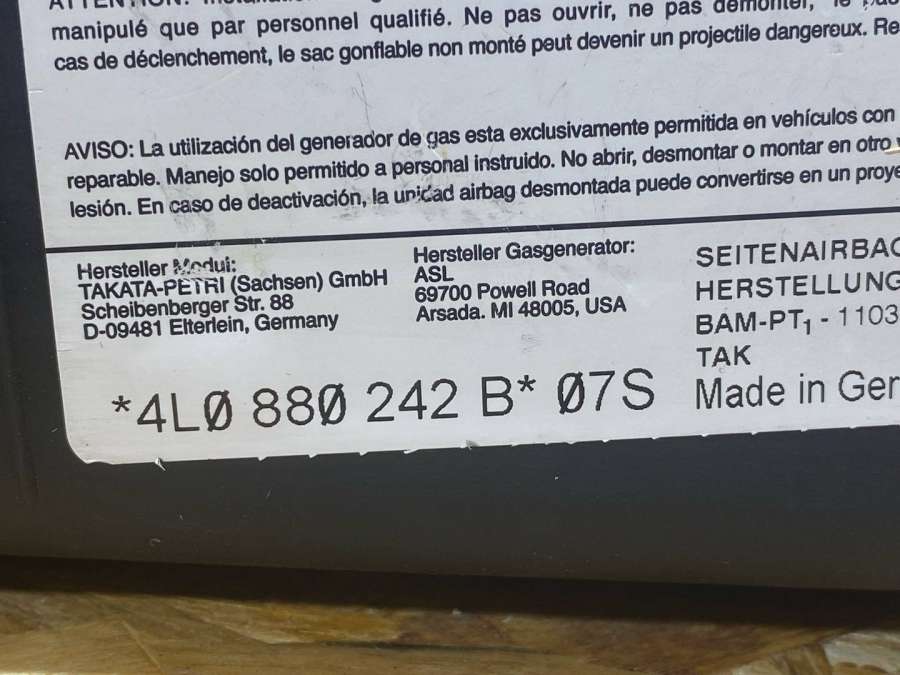 ATTENTION:
manipulé que par personnel qualifié. Ne pas ouvrir, ne pas démonter,
cas de déclenchement, le sac gonflable non monté peut devenir un projectile dangereux. Re
AVISO: La utilización del generador de gas esta exclusivamente permitida en vehículos con
reparable. Manejo solo permitido a personal instruido. No abrir, desmontar o montar en otro v
lesión. En caso de deactivación, la unidad airbag desmontada puede convertirse en un proye
Hersteller Modul:
TAKATA-PETRI (Sachsen) GmbH
Scheibenberger Str. 88
D-09481 Elterlein, Germany
Hersteller Gasgenerator:
ASL
69700 Powell Road
Arsada. MI 48005, USA
SEITENAIRBAG
HERSTELLUNG
BAM-PT1 - 1103
TAK
Made in Ger
*4L0 880 242 B* 07S